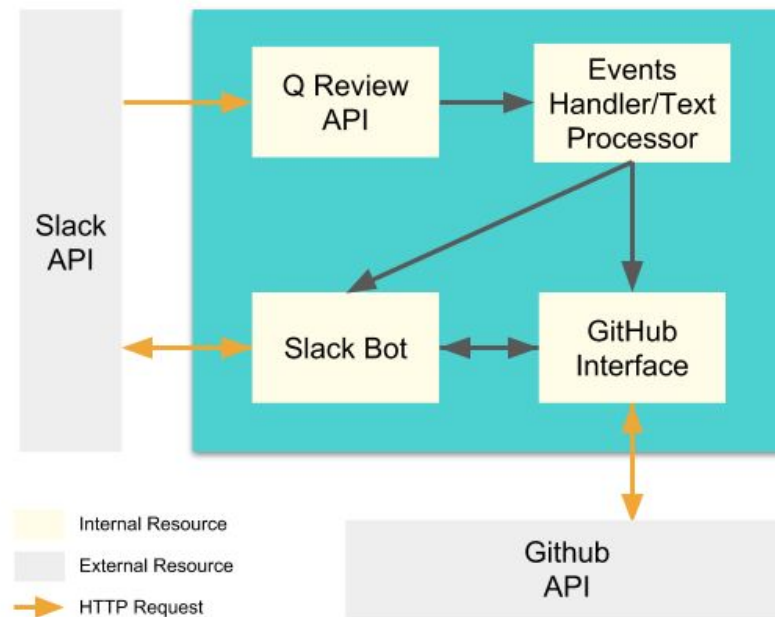 Q Review
API
Events
Handler/Text
Processor
Slack
API
Slack Bot
GitHub
Interface
Internal Resource
External Resource
HTTP Request
Github
API